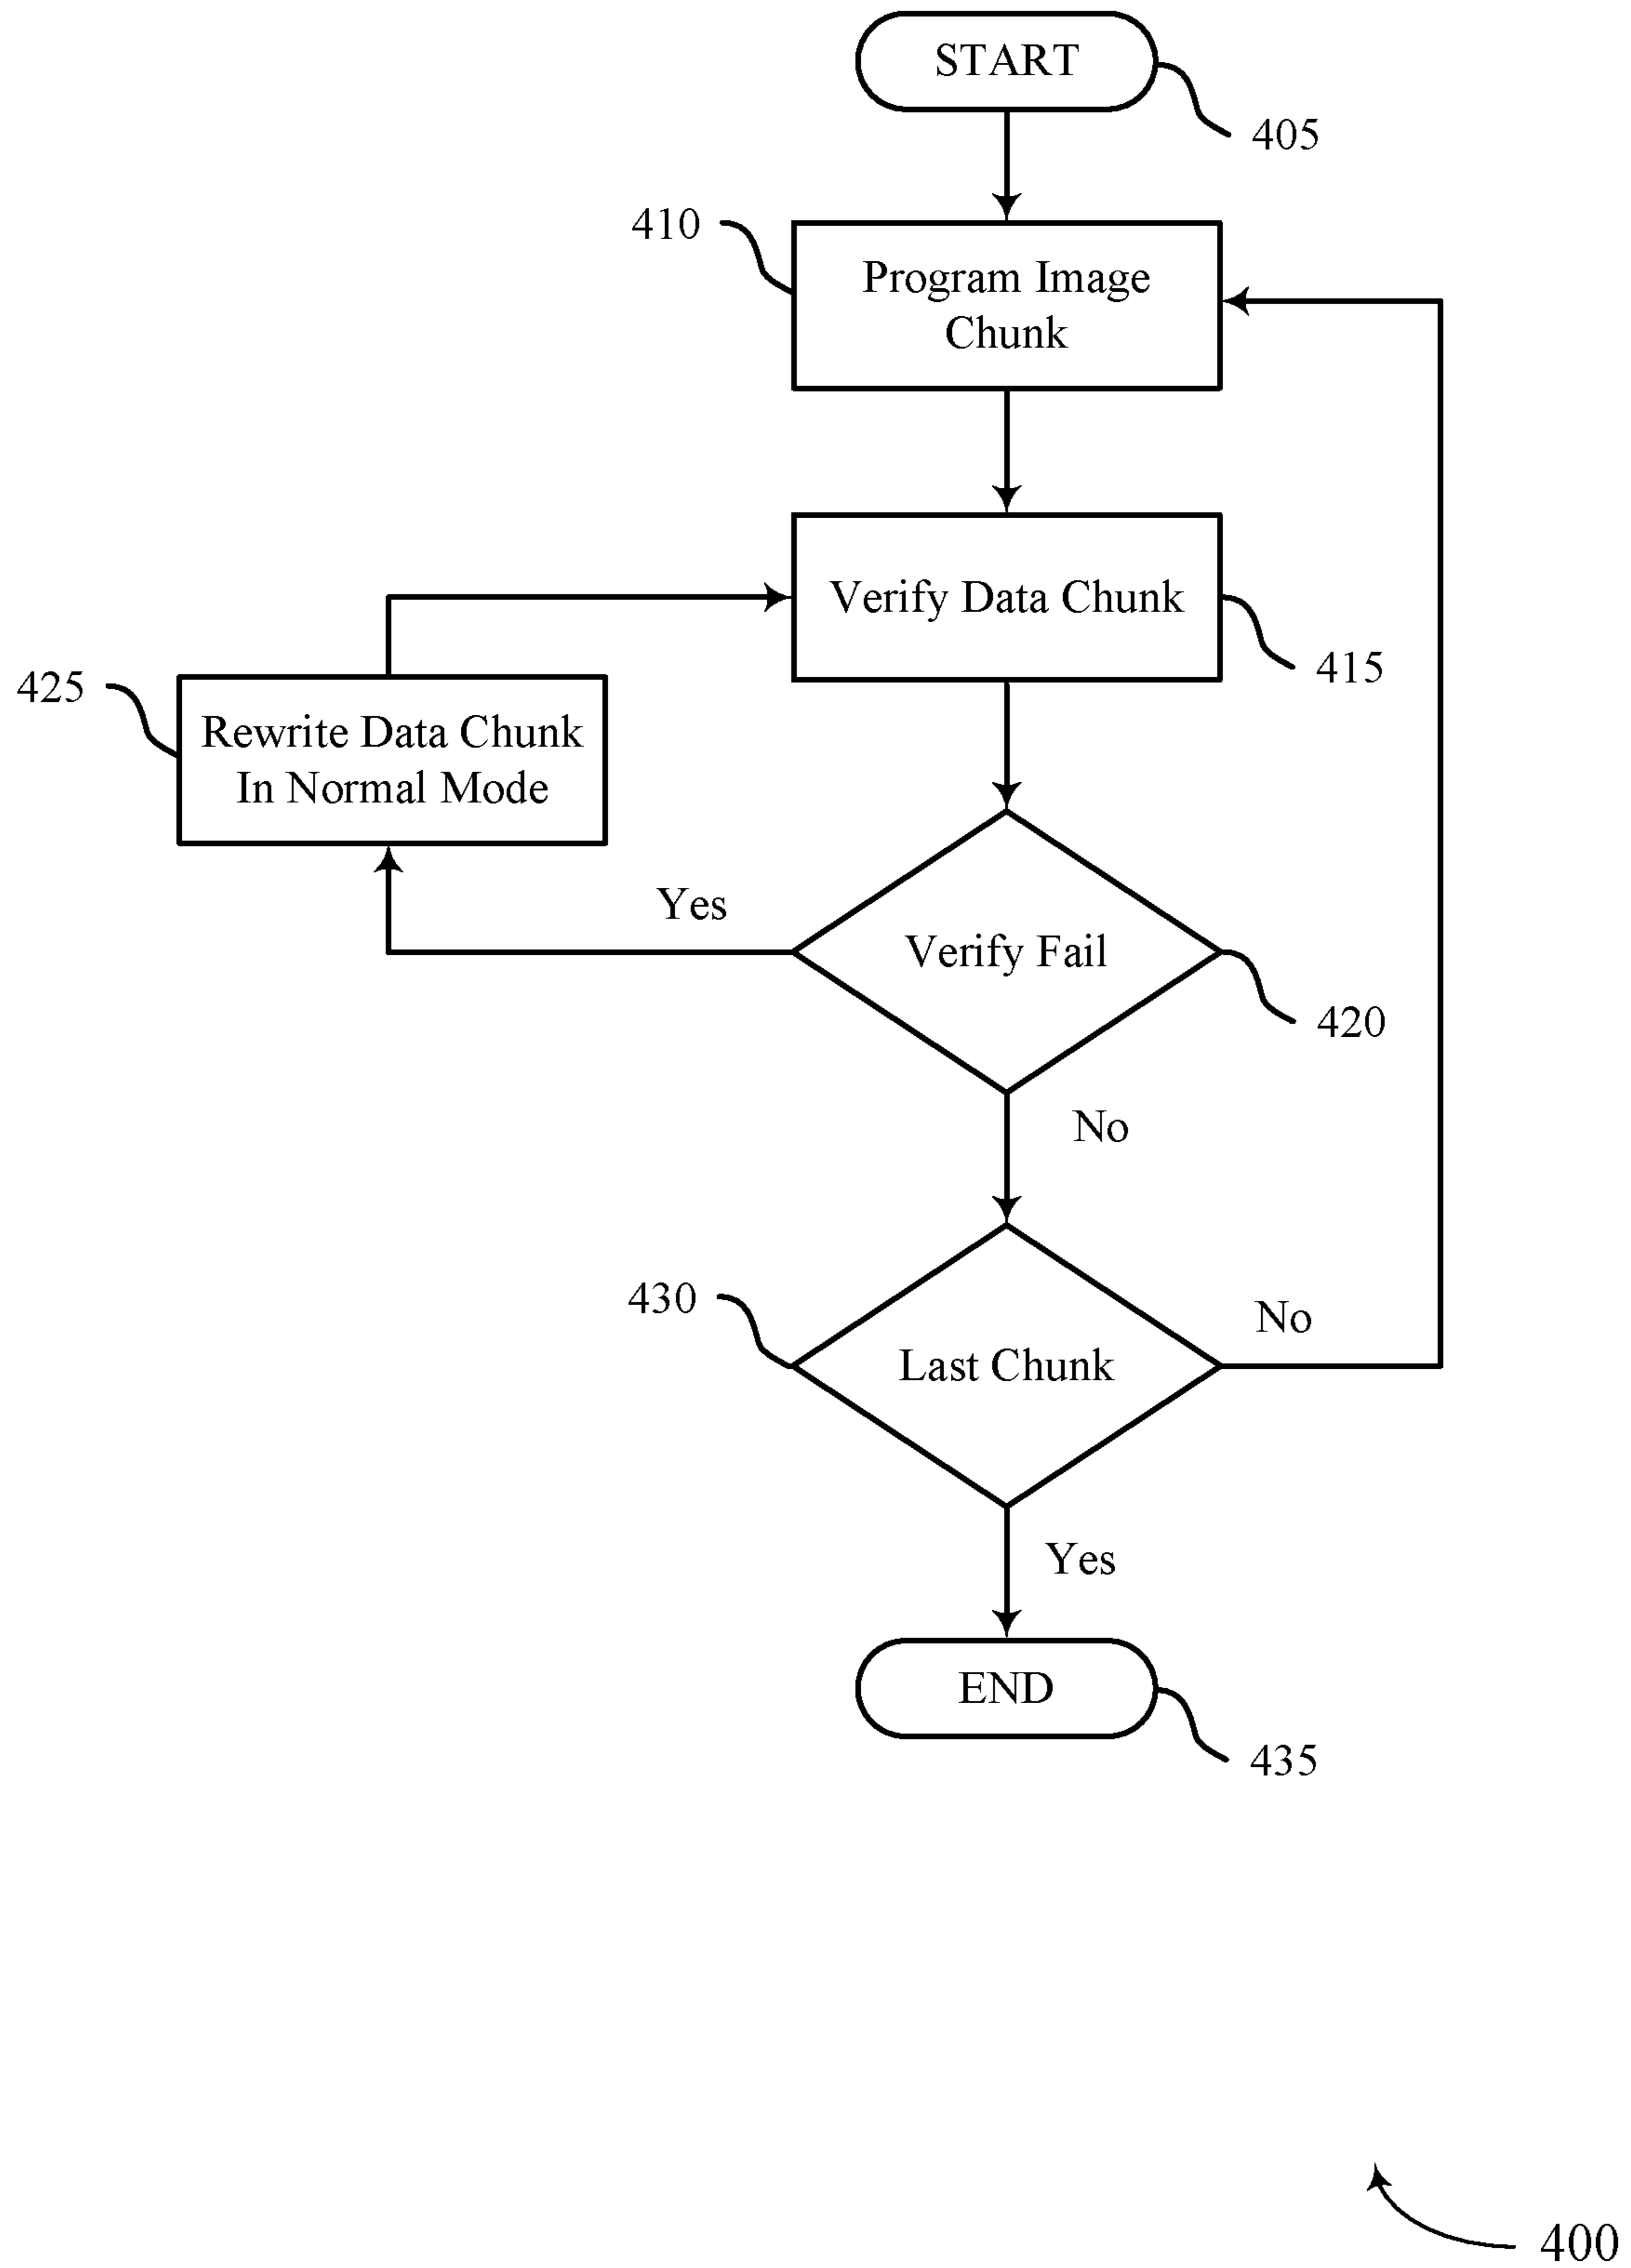 START
405
410
Program Image
Chunk
Verify Data Chunk
415
425
Rewrite Data Chunk
In Normal Mode
Yes
Verify Fail
420
No
430
Last Chunk
No
Yes
END
435
400